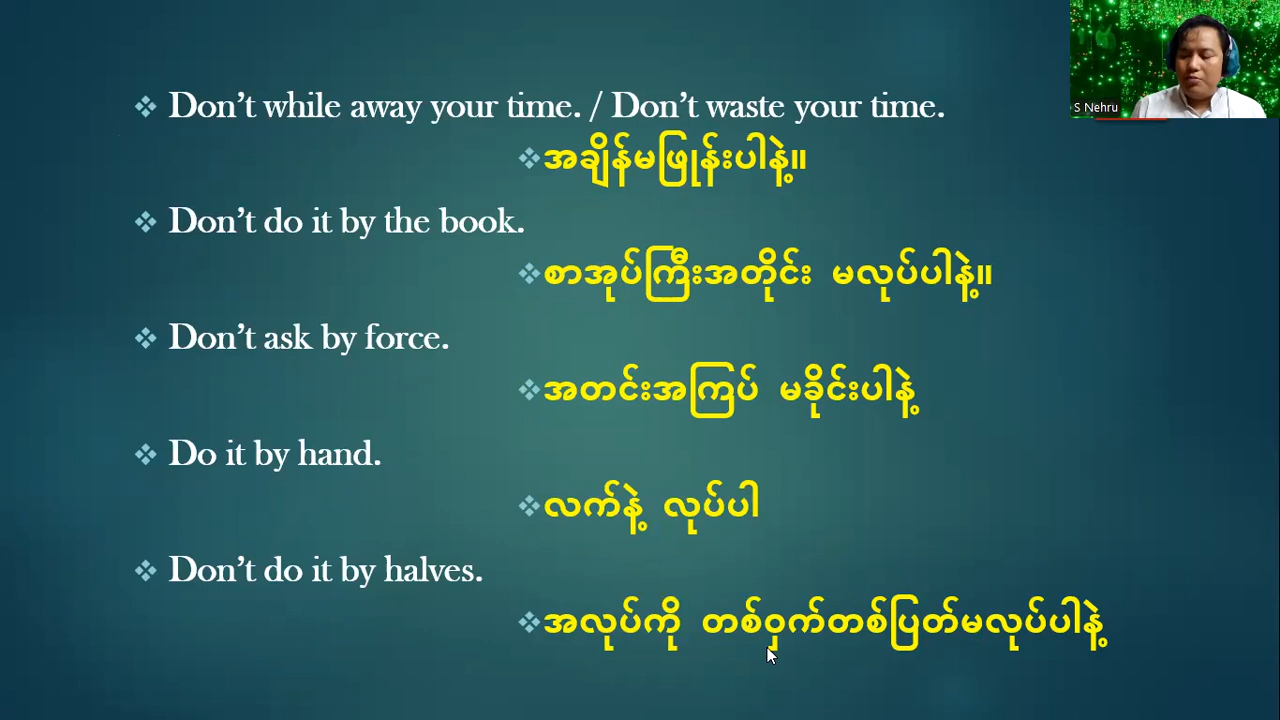 Don't while away your time. / Don't waste your time.
အချိန်မဖြုန်းပါနဲ့။
Don't do it by the book.
စာအုပ်ကြီးအတိုင်း မလုပ်ပါနဲ့။
Don't ask by force.
အတင်းအကြပ် မခိုင်းပါနဲ့
Do it by hand.
လက်နဲ့ လုပ်ပါ
Don't do it by halves.
အလုပ်ကို တစ်ဝှက်တစ်ပြတ်မလုပ်ပါနဲ့
S Nehru